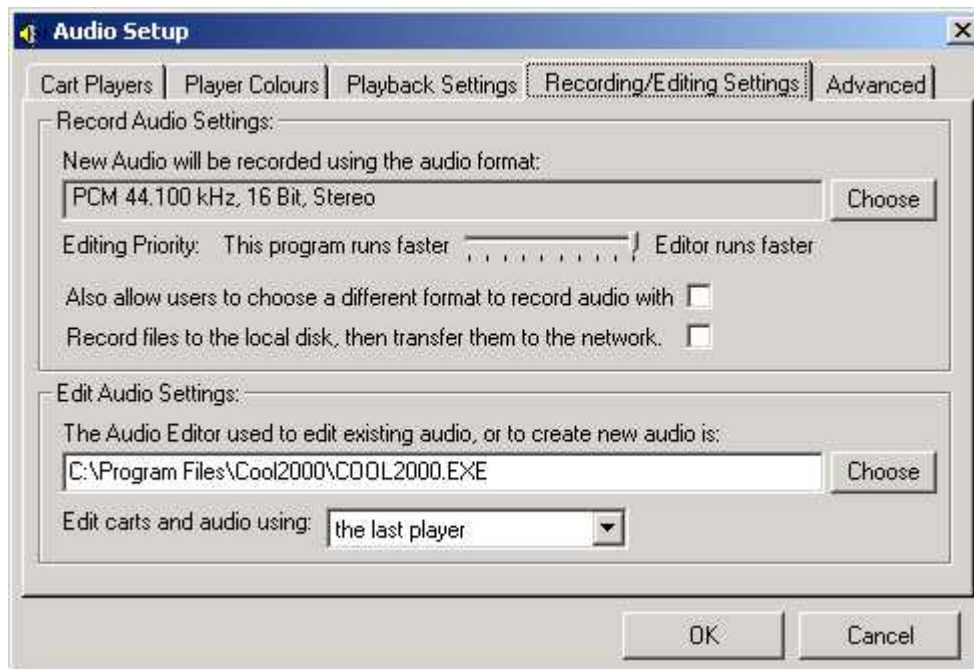 Audio Setup
Cart Players Player Colours Playback Settings Recording/Editing Settings Advanced
Record Audio Settings:
New Audio will be recorded using the audio format:
PCM 44.100 kHz, 16 Bit, Stereo Choose
Editing Priority: This program runs faster Editor runs faster
Also allow users to choose a different format to record audio with
Record files to the local disk, then transfer them to the network.
Edit Audio Settings:
The Audio Editor used to edit existing audio, or to create new audio is:
C:\Program Files\Cool2000\COOL2000.EXE Choose
Edit carts and audio using: the last player
OK Cancel